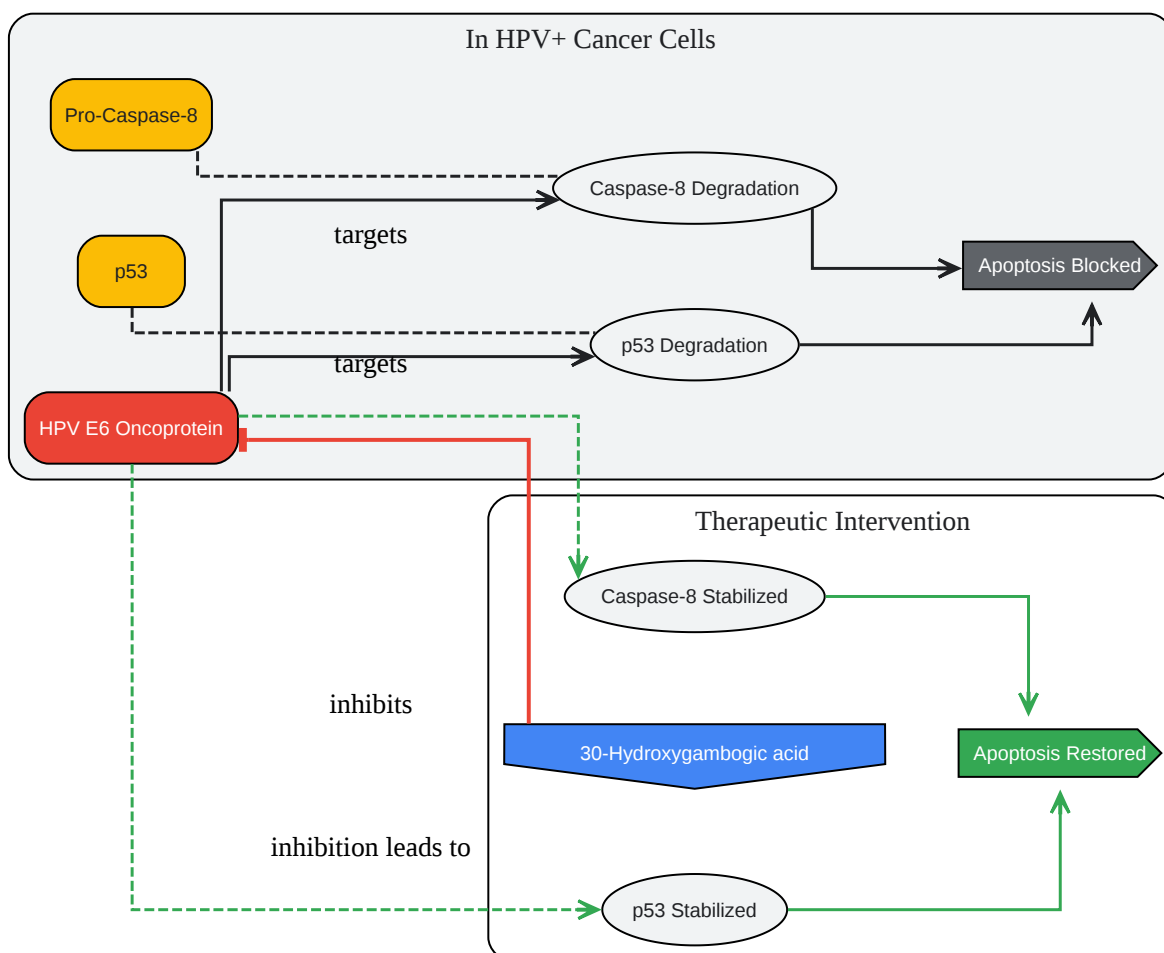 In HPV+ Cancer Cells
Pro-Caspase-8
Caspase-8 Degradation
targets
p53
Apoptosis Blocked
p53 Degradation
targets
HPV E6 Oncoprotein
Therapeutic Intervention
Caspase-8 Stabilized
inhibits
30-Hydroxygambogic acid
Apoptosis Restored
inhibition leads to
p53 Stabilized